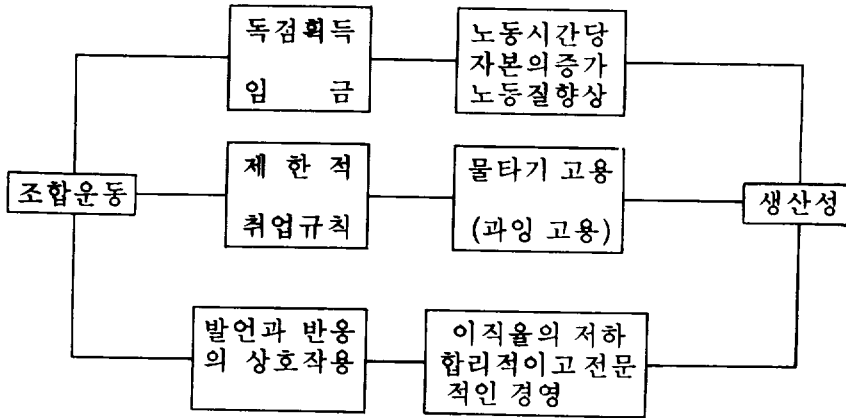 독점획득
임 금
노동시간당
자본의증가
노동질향상
조합운동
제 한 적
취업규칙
물타기 고용
(과잉 고용)
생산성
발언과 반응
의 상호작용
이직율의 저하
합리적이고 전문
적인 경영